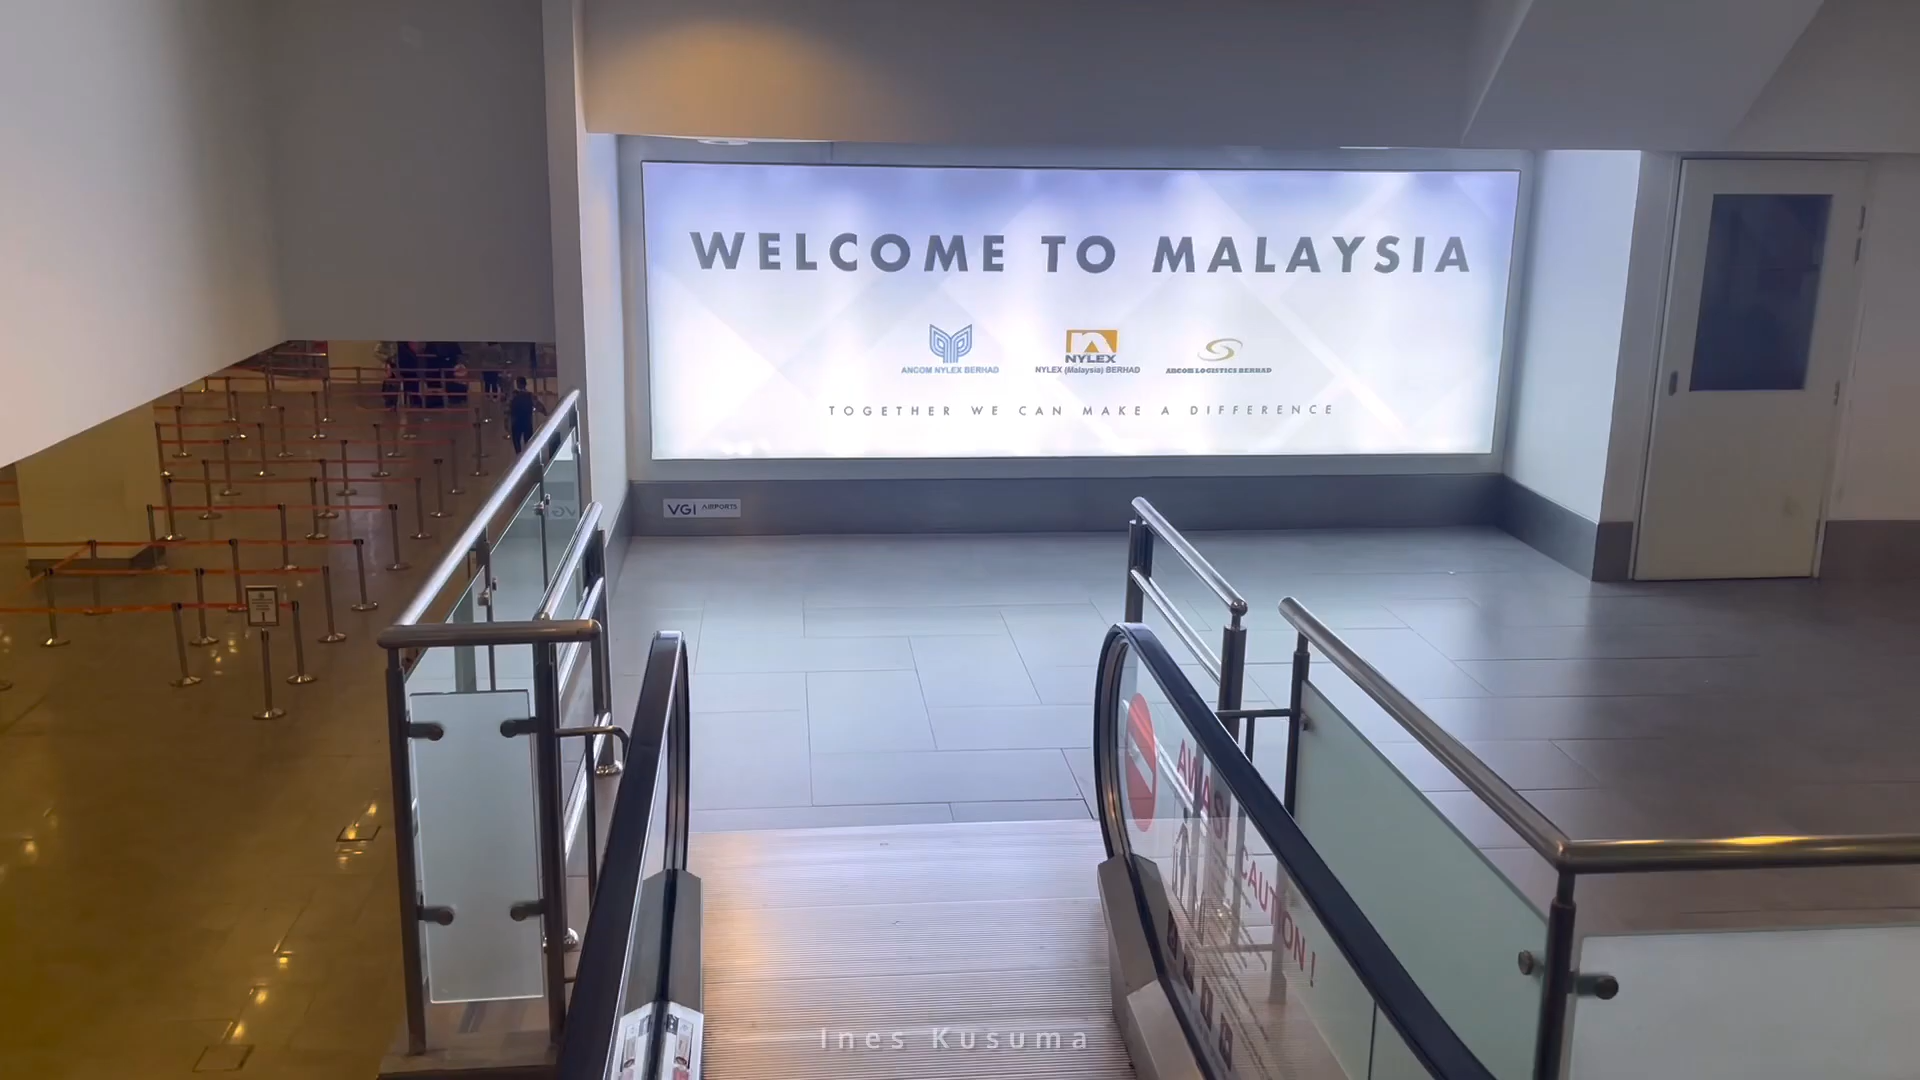 WELCOME TO MALAYSIA
ANCOM NYLEX BERHAD
NYLEX
NYLEX (Malaysia) BERHAD
ANCOM LOGISTICS BERHAD
TOGETHER WE CAN MAKE A DIFFERENCE
VGI AIRPORTS
CAUTION !
Ines Kusuma